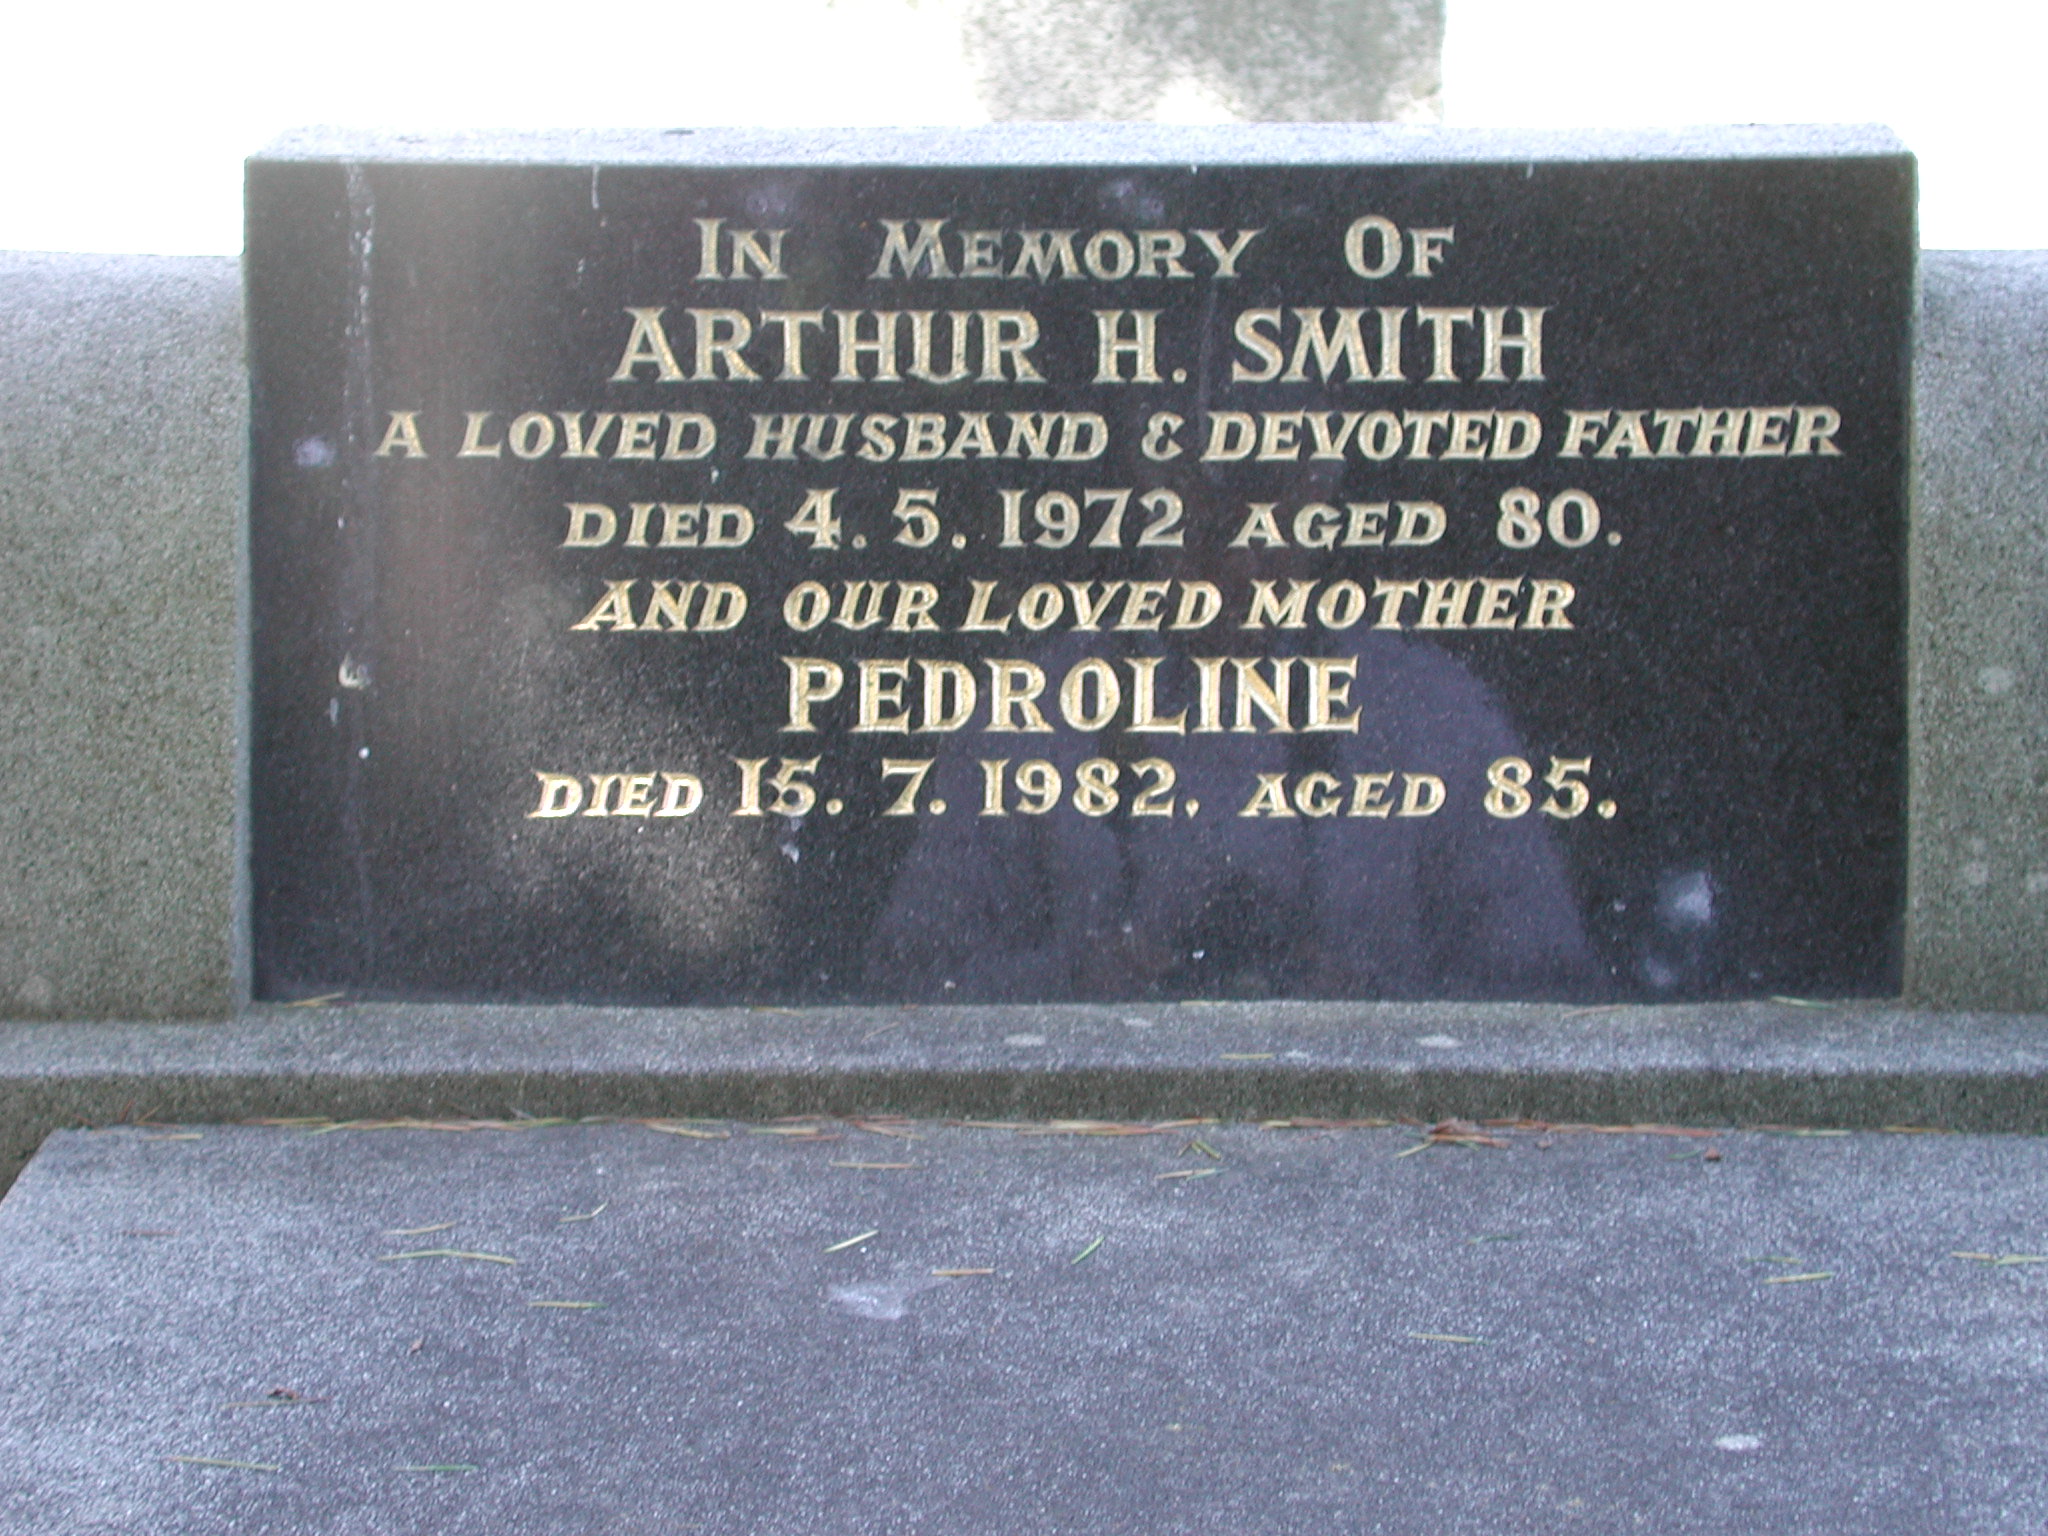 In Memory Of
ARTHUR H. SMITH
A LOVED HUSBAND & DEVOTED FATHER
DIED 4. 5. 1972 AGED 80.
AND OUR LOVED MOTHER
PEDROLINE
DIED 15. 7. 1982. AGED 85.